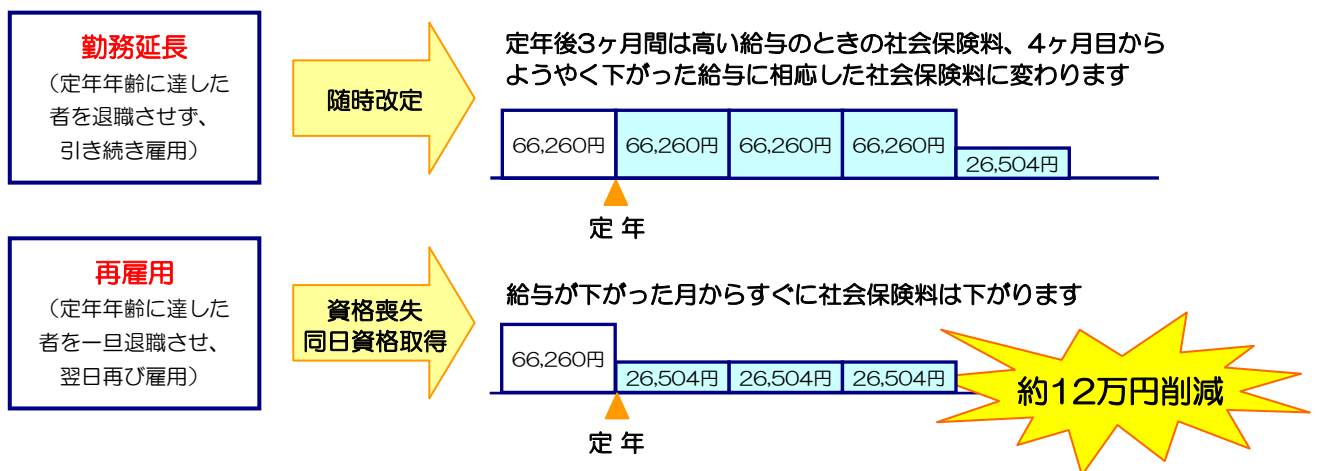 勤務延長
（定年年齢に達した
者を退職させず、
引き続き雇用）
随時改定
定年後3ヶ月間は高い給与のときの社会保険料、4ヶ月目から
ようやく下がった給与に相応した社会保険料に変わります
66,260円 66,260円 66,260円 66,260円 26,504円
定 年
再雇用
（定年年齢に達した
者を一旦退職させ、
翌日再び雇用）
資格喪失
同日資格取得
給与が下がった月からすぐに社会保険料は下がります
66,260円 26,504円 26,504円 26,504円
定 年
約12万円削減